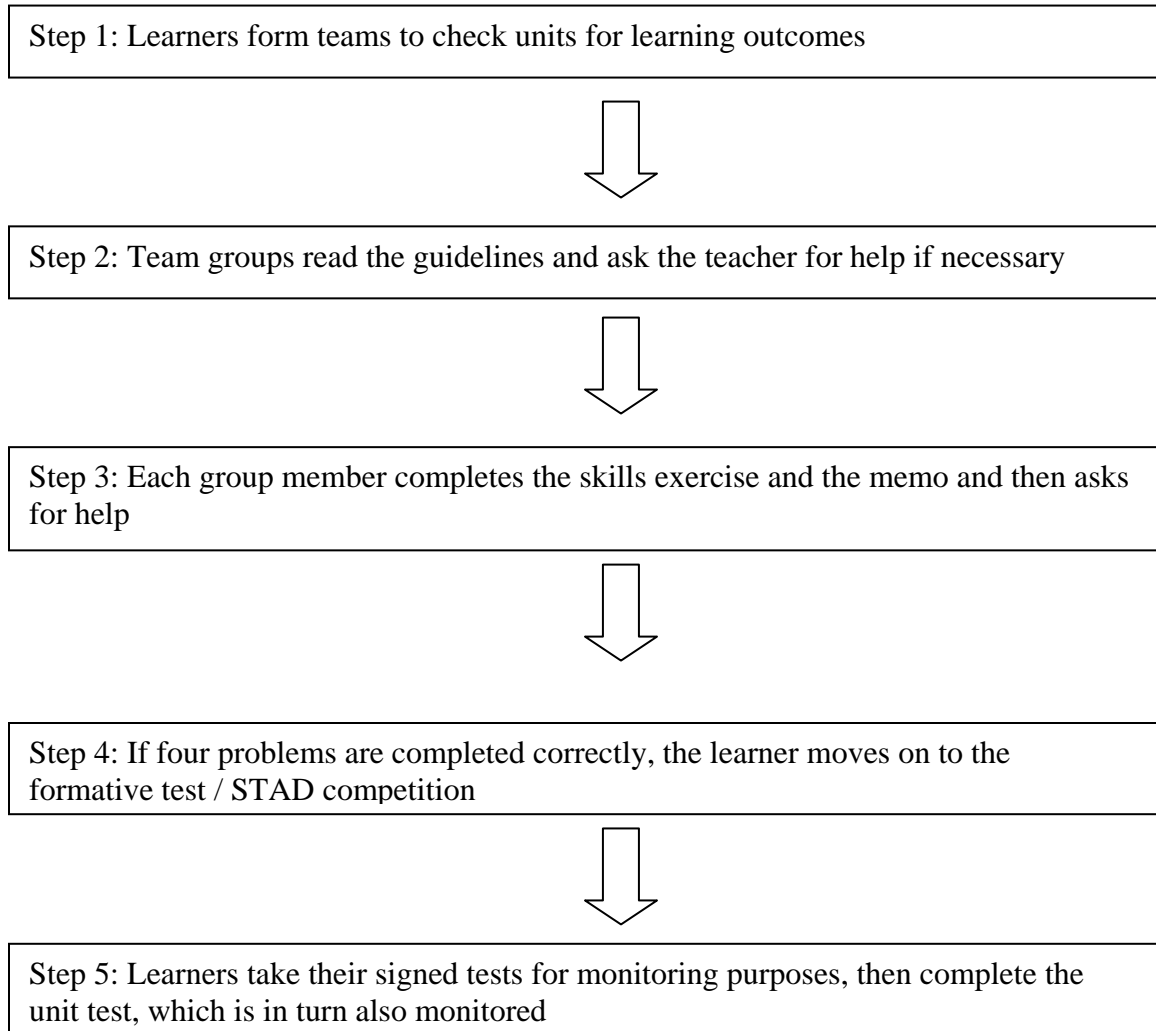 Step 1: Learners form teams to check units for learning outcomes
Step 2: Team groups read the guidelines and ask the teacher for help if necessary
Step 3: Each group member completes the skills exercise and the memo and then asks
for help
Step 4: If four problems are completed correctly, the learner moves on to the
formative test / STAD competition
Step 5: Learners take their signed tests for monitoring purposes, then complete the
unit test, which is in turn also monitored